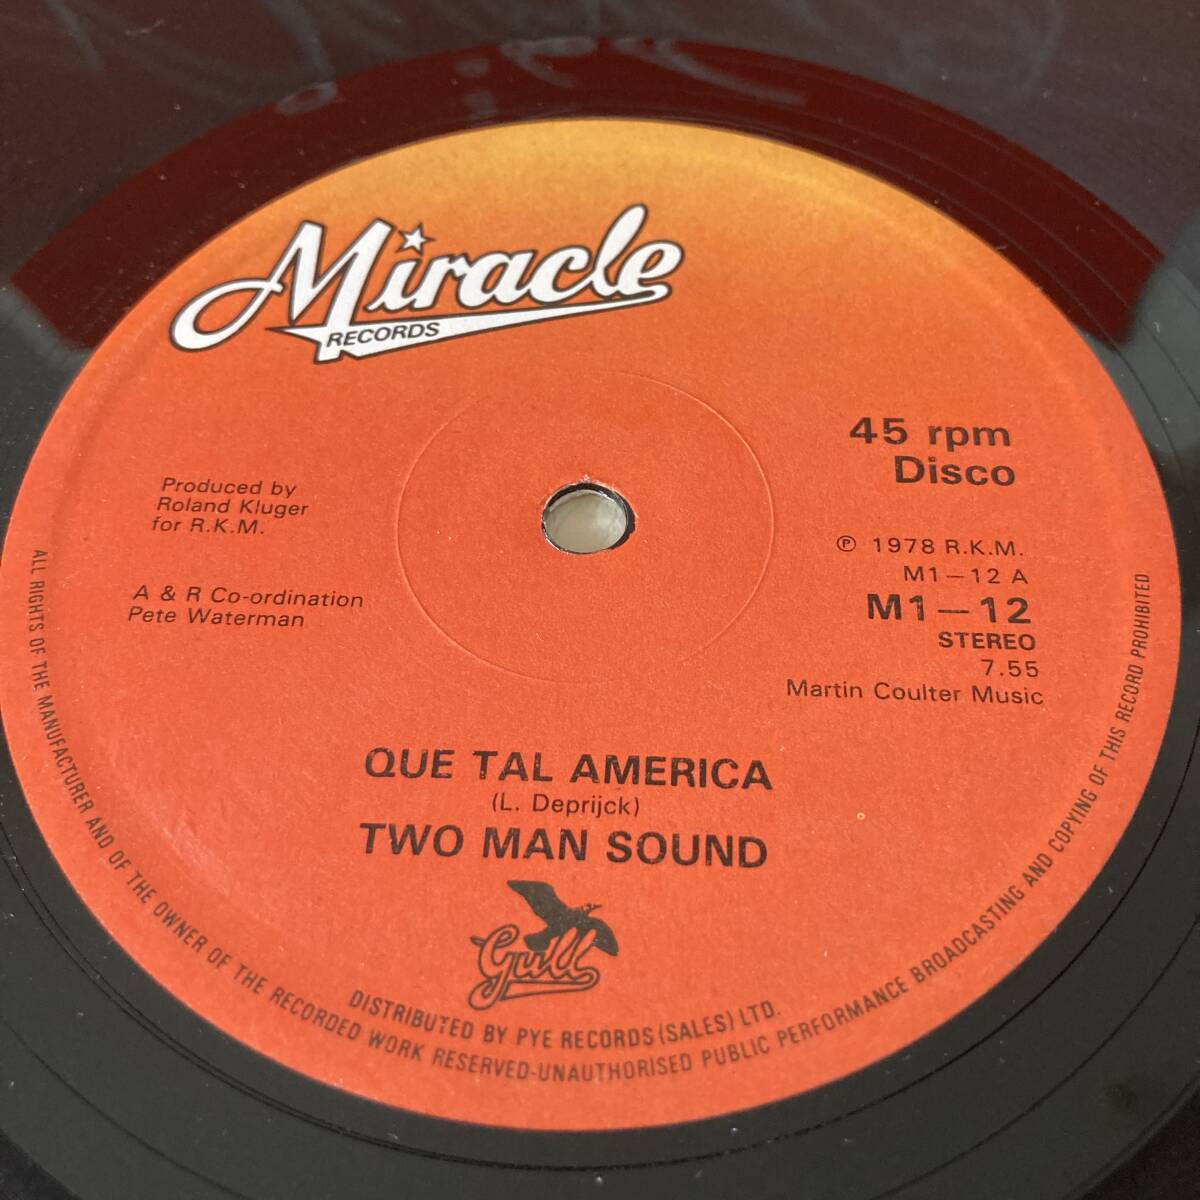 Miracle
RECORDS
45 rpm
Disco
Produced by
Roland Kluger
for R.K.M.
℗ 1978 R.K.M.
M1-12 A
A & R Co-ordination
Pete Waterman
M1-12
STEREO
7.55
Martin Coulter Music
QUE TAL AMERICA
(L. Deprijck)
TWO MAN SOUND
Gull
DISTRIBUTED BY PYE RECORDS (SALES) LTD.
ALL RIGHTS OF THE MANUFACTURER AND OF THE OWNER OF THE RECORDED WORK RESERVED-UNAUTHORISED PUBLIC PERFORMANCE BROADCASTING AND COPYING OF THIS RECORD PROHIBITED.